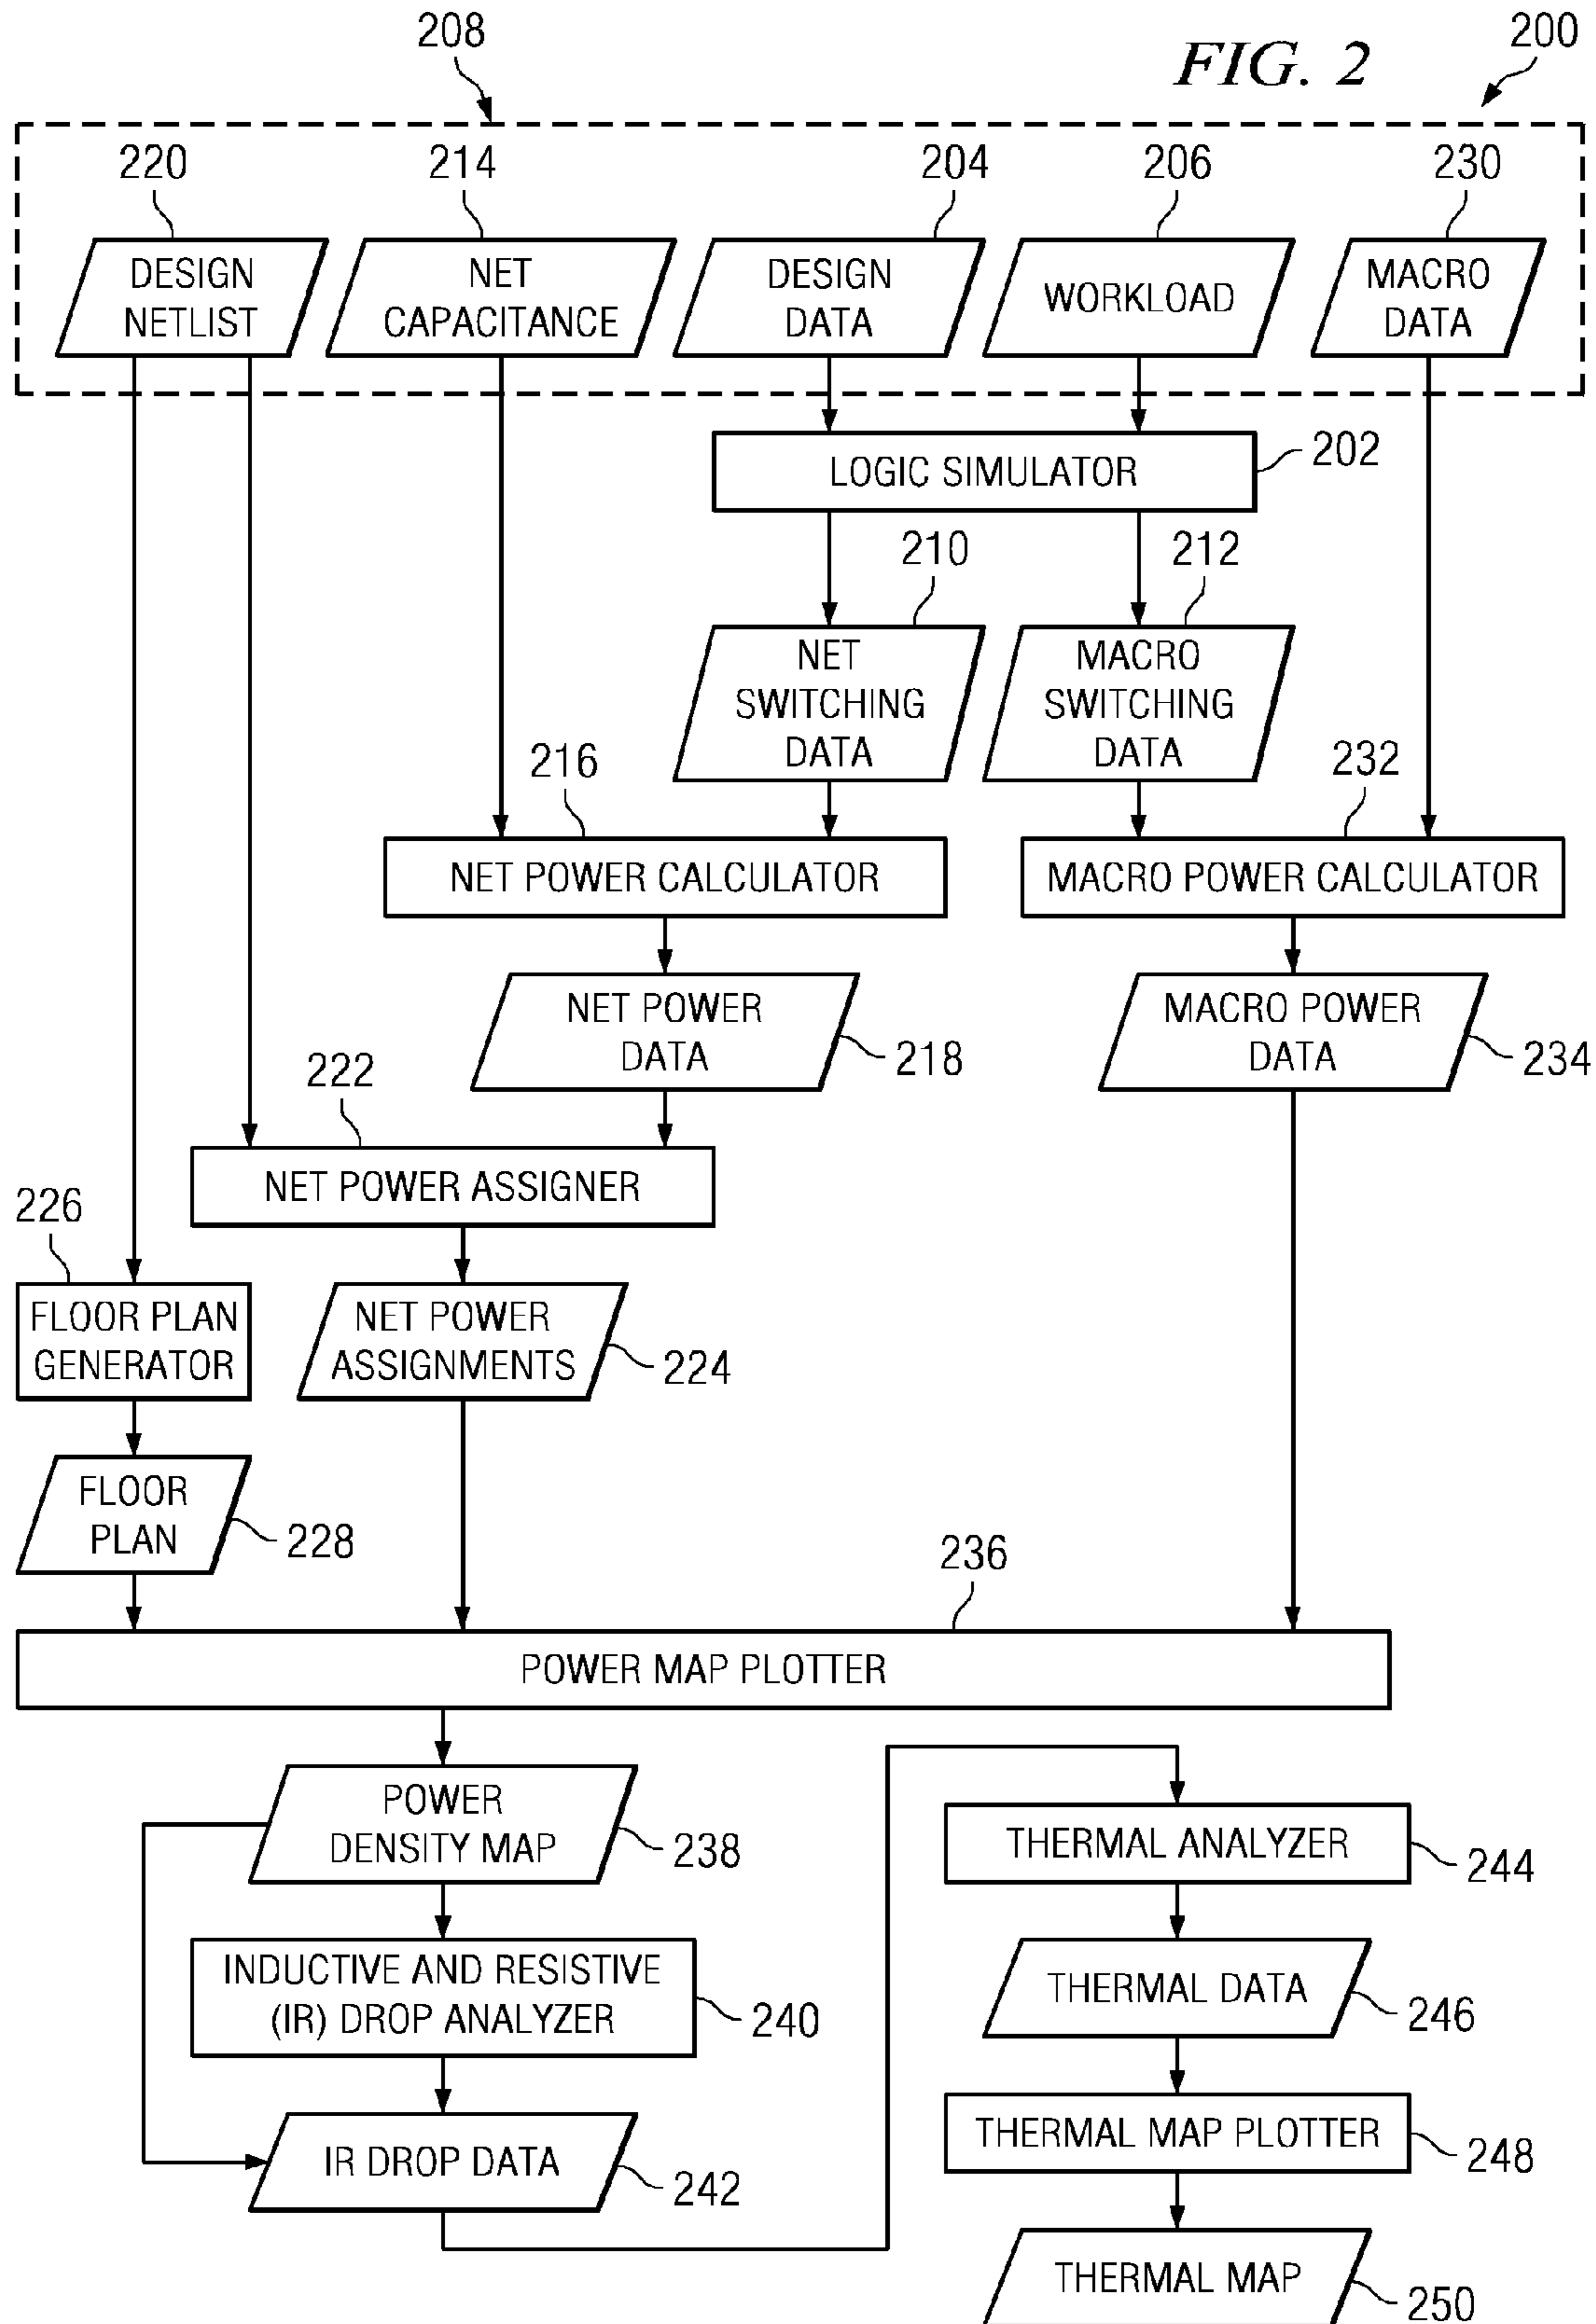 208
FIG. 2
200
220
214
204
206
230
DESIGN
NETLIST
NET
CAPACITANCE
DESIGN
DATA
WORKLOAD
MACRO
DATA
LOGIC SIMULATOR
202
210
212
NET
SWITCHING
DATA
MACRO
SWITCHING
DATA
216
232
NET POWER CALCULATOR
MACRO POWER CALCULATOR
NET POWER
DATA
218
MACRO POWER
DATA
234
222
NET POWER ASSIGNER
226
FLOOR PLAN
GENERATOR
NET POWER
ASSIGNMENTS
224
FLOOR
PLAN
228
236
POWER MAP PLOTTER
POWER
DENSITY MAP
238
THERMAL ANALYZER
244
INDUCTIVE AND RESISTIVE
(IR) DROP ANALYZER
240
THERMAL DATA
246
IR DROP DATA
242
THERMAL MAP PLOTTER
248
THERMAL MAP
250